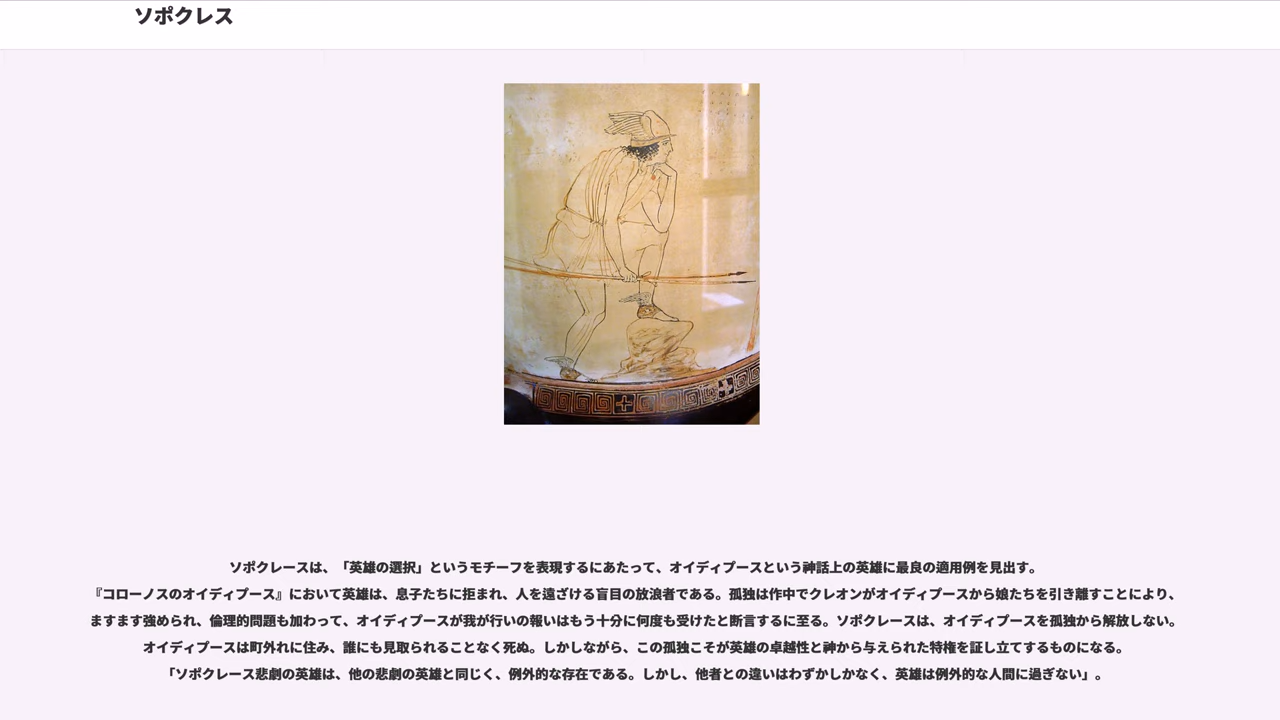 ソポクレス
ソポクレースは、「英雄の選択」というモチーフを表現するにあたって、オイディプースという神話上の英雄に最良の適用例を見出す。
『コローノスのオイディプース』において英雄は、息子たちに拒まれ、人を遠ざける盲目の放浪者である。孤独は作中でクレオンがオイディプースから娘たちを引き離すことにより、
ますます強められ、倫理的問題も加わって、オイディプースが我が行いの報いはもう十分に何度も受けたと断言するに至る。ソポクレースは、オイディプースを孤独から解放しない。
オイディプースは町外れに住み、誰にも見取られることなく死ぬ。しかしながら、この孤独こそが英雄の卓越性と神から与えられた特権を証し立てするものになる。
「ソポクレース悲劇の英雄は、他の悲劇の英雄と同じく、例外的な存在である。しかし、他者との違いはわずかしかなく、英雄は例外的な人間に過ぎない」。